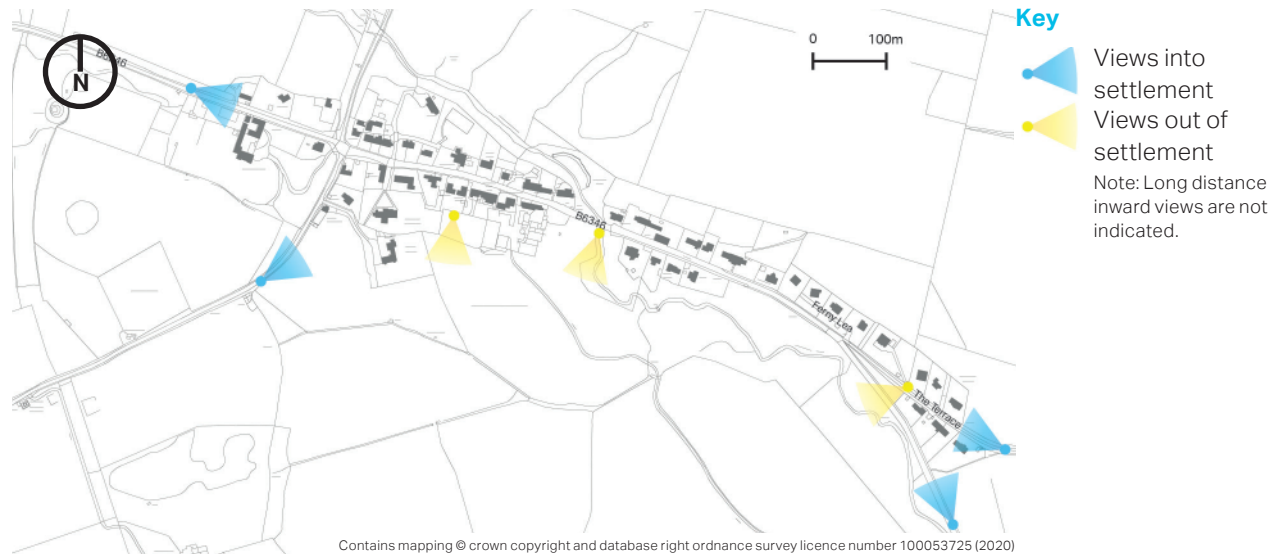 Key
Views into
settlement
Views out of
settlement
Note: Long distance
inward views are not
indicated.
0 100m
N
B6346
B6346
Ferny Lea
The Terrace
Contains mapping © crown copyright and database right ordnance survey licence number 100053725 (2020)